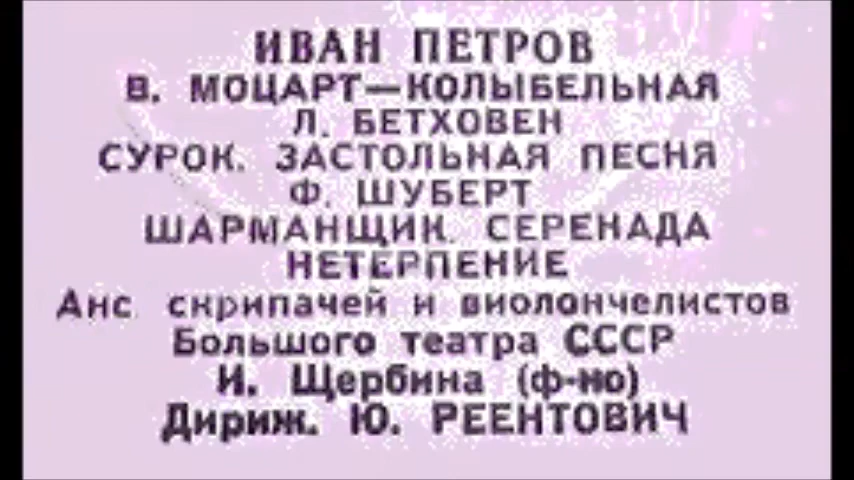 ИВАН ПЕТРОВ
В. МОЦАРТ—КОЛЫБЕЛЬНАЯ
Л. БЕТХОВЕН
СУРОК. ЗАСТОЛЬНАЯ ПЕСНЯ
Ф. ШУБЕРТ
ШАРМАНЩИК. СЕРЕНАДА
НЕТЕРПЕНИЕ
Анс. скрипачей и виолончелистов
Большого театра СССР
И. Щербина (ф-но)
Дириж. Ю. РЕЕНТОВИЧ